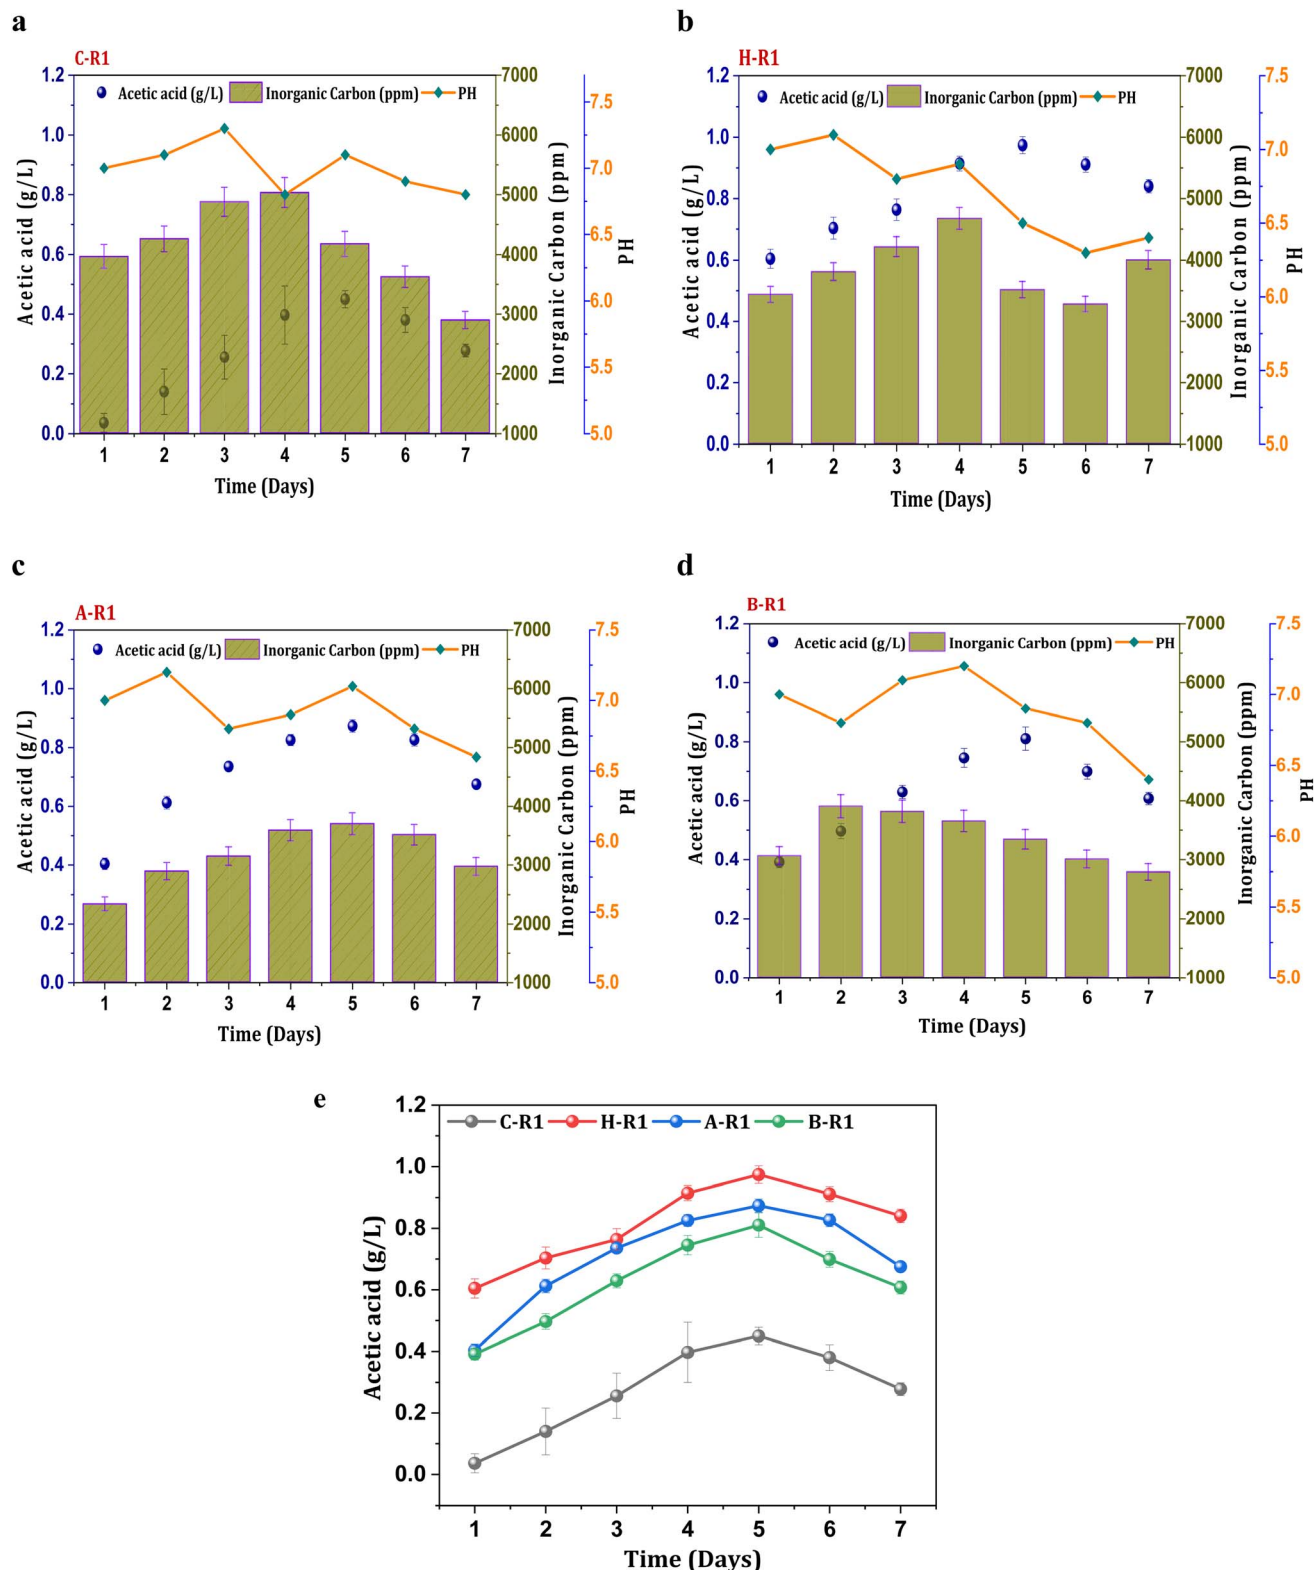 a
C-R1
Acetic acid (g/L) Inorganic Carbon (ppm) PH
1.2 1.0 0.8 0.6 0.4 0.2 0.0
Acetic acid (g/L)
7000 6000 5000 4000 3000 2000 1000
Inorganic Carbon (ppm)
7.5 7.0 6.5 6.0 5.5 5.0
PH
1 2 3 4 5 6 7
Time (Days)
b
H-R1
Acetic acid (g/L) Inorganic Carbon (ppm) PH
1.2 1.0 0.8 0.6 0.4 0.2 0.0
Acetic acid (g/L)
7000 6000 5000 4000 3000 2000 1000
Inorganic Carbon (ppm)
7.5 7.0 6.5 6.0 5.5 5.0
PH
1 2 3 4 5 6 7
Time (Days)
c
A-R1
Acetic acid (g/L) Inorganic Carbon (ppm) PH
1.2 1.0 0.8 0.6 0.4 0.2 0.0
Acetic acid (g/L)
7000 6000 5000 4000 3000 2000 1000
Inorganic Carbon (ppm)
7.5 7.0 6.5 6.0 5.5 5.0
PH
1 2 3 4 5 6 7
Time (Days)
d
B-R1
Acetic acid (g/L) Inorganic Carbon (ppm) PH
1.2 1.0 0.8 0.6 0.4 0.2 0.0
Acetic acid (g/L)
7000 6000 5000 4000 3000 2000 1000
Inorganic Carbon (ppm)
7.5 7.0 6.5 6.0 5.5 5.0
PH
1 2 3 4 5 6 7
Time (Days)
e
C-R1 H-R1 A-R1 B-R1
1.2 1.0 0.8 0.6 0.4 0.2 0.0
Acetic acid (g/L)
1 2 3 4 5 6 7
Time (Days)